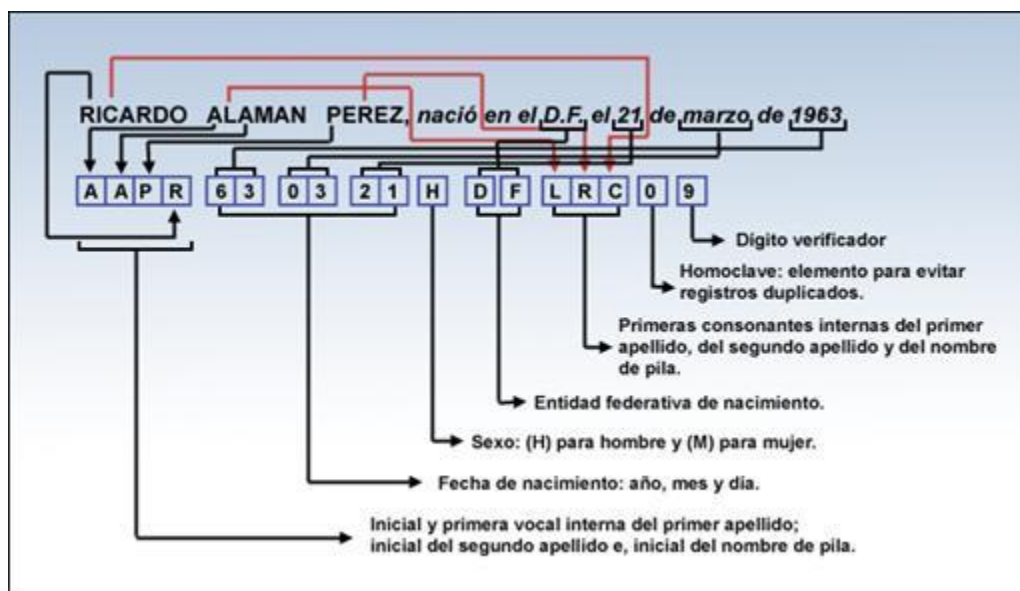 RICARDO ALAMAN PEREZ, nació en el D.F. el 21 de marzo de 1963
A A P R 6 3 0 3 2 1 H D F L R C 0 9
Dígito verificador
Homoclave: elemento para evitar
registros duplicados.
Primeras consonantes internas del primer
apellido, del segundo apellido y del nombre
de pila.
Entidad federativa de nacimiento.
Sexo: (H) para hombre y (M) para mujer.
Fecha de nacimiento: año, mes y día.
Inicial y primera vocal interna del primer apellido;
inicial del segundo apellido e, inicial del nombre de pila.